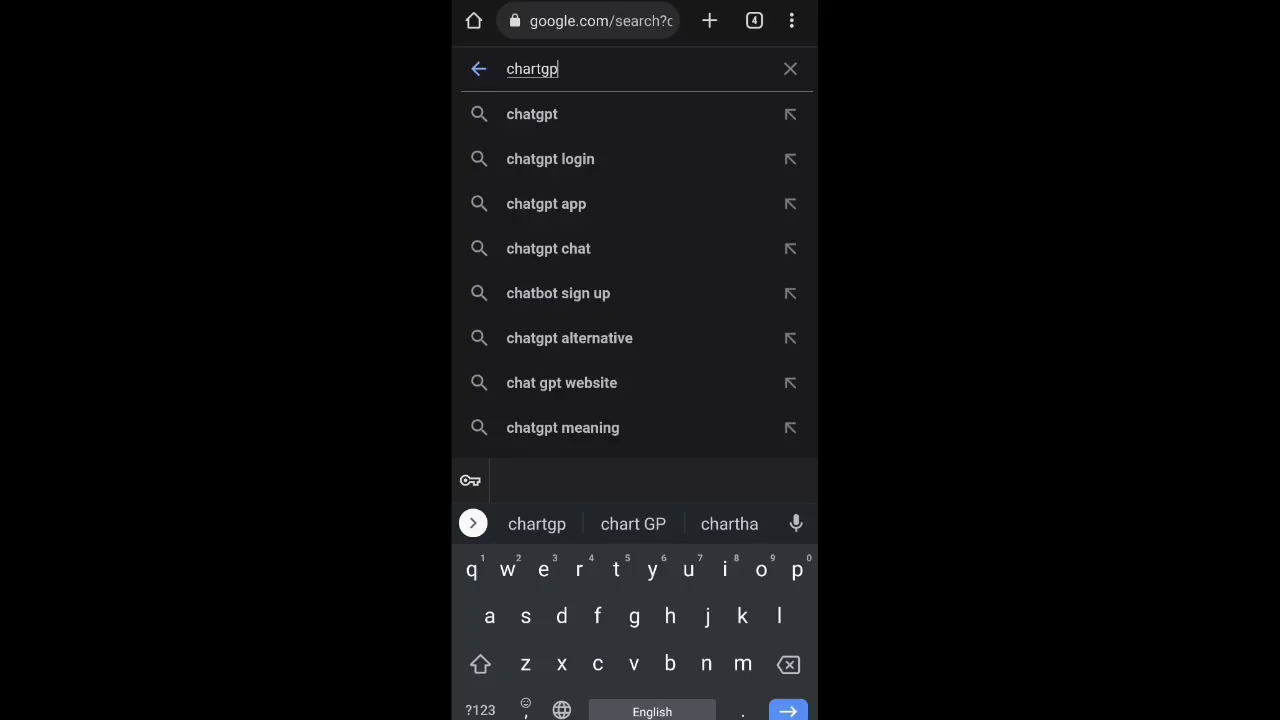 google.com/search?c
4
chartgp
chatgpt
chatgpt login
chatgpt app
chatgpt chat
chatbot sign up
chatgpt alternative
chat gpt website
chatgpt meaning
chartgp chart GP chartha
1 2 3 4 5 6 7 8 9 0
q w e r t y u i o p
a s d f g h j k l
z x c v b n m
?123 , English .